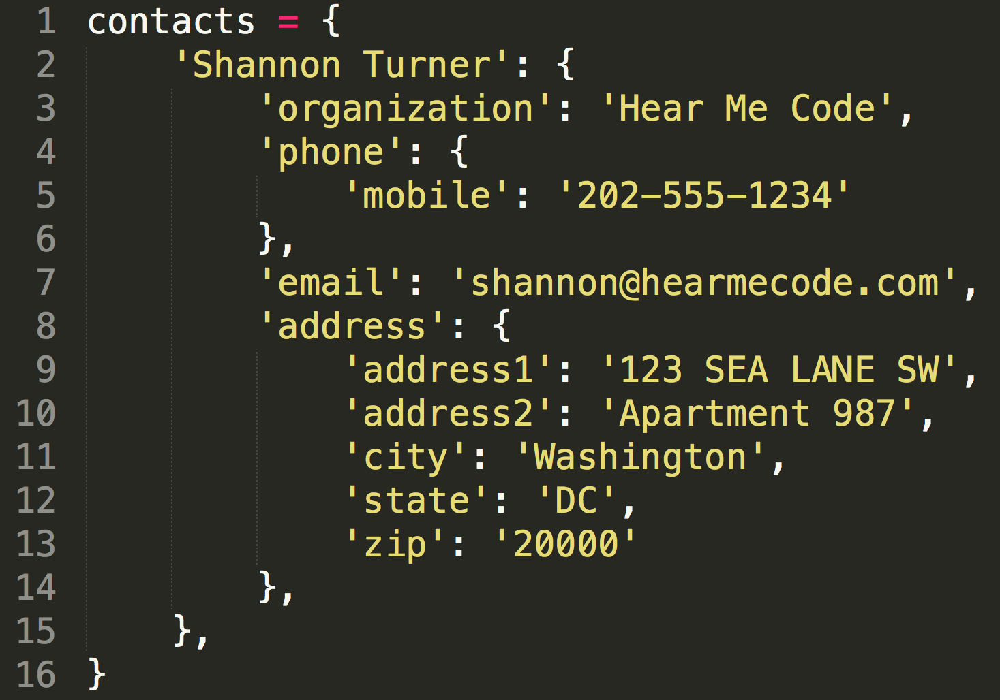 1 contacts = {
2     'Shannon Turner': {
3         'organization': 'Hear Me Code',
4         'phone': {
5             'mobile': '202-555-1234'
6         },
7         'email': 'shannon@hearmecode.com',
8         'address': {
9             'address1': '123 SEA LANE SW',
10             'address2': 'Apartment 987',
11             'city': 'Washington',
12             'state': 'DC',
13             'zip': '20000'
14         },
15     },
16 }